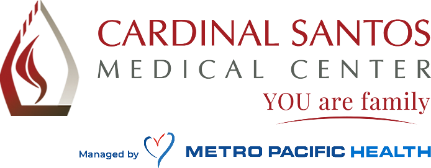 CARDINAL SANTOS
MEDICAL CENTER
YOU are family
Managed by METRO PACIFIC HEALTH